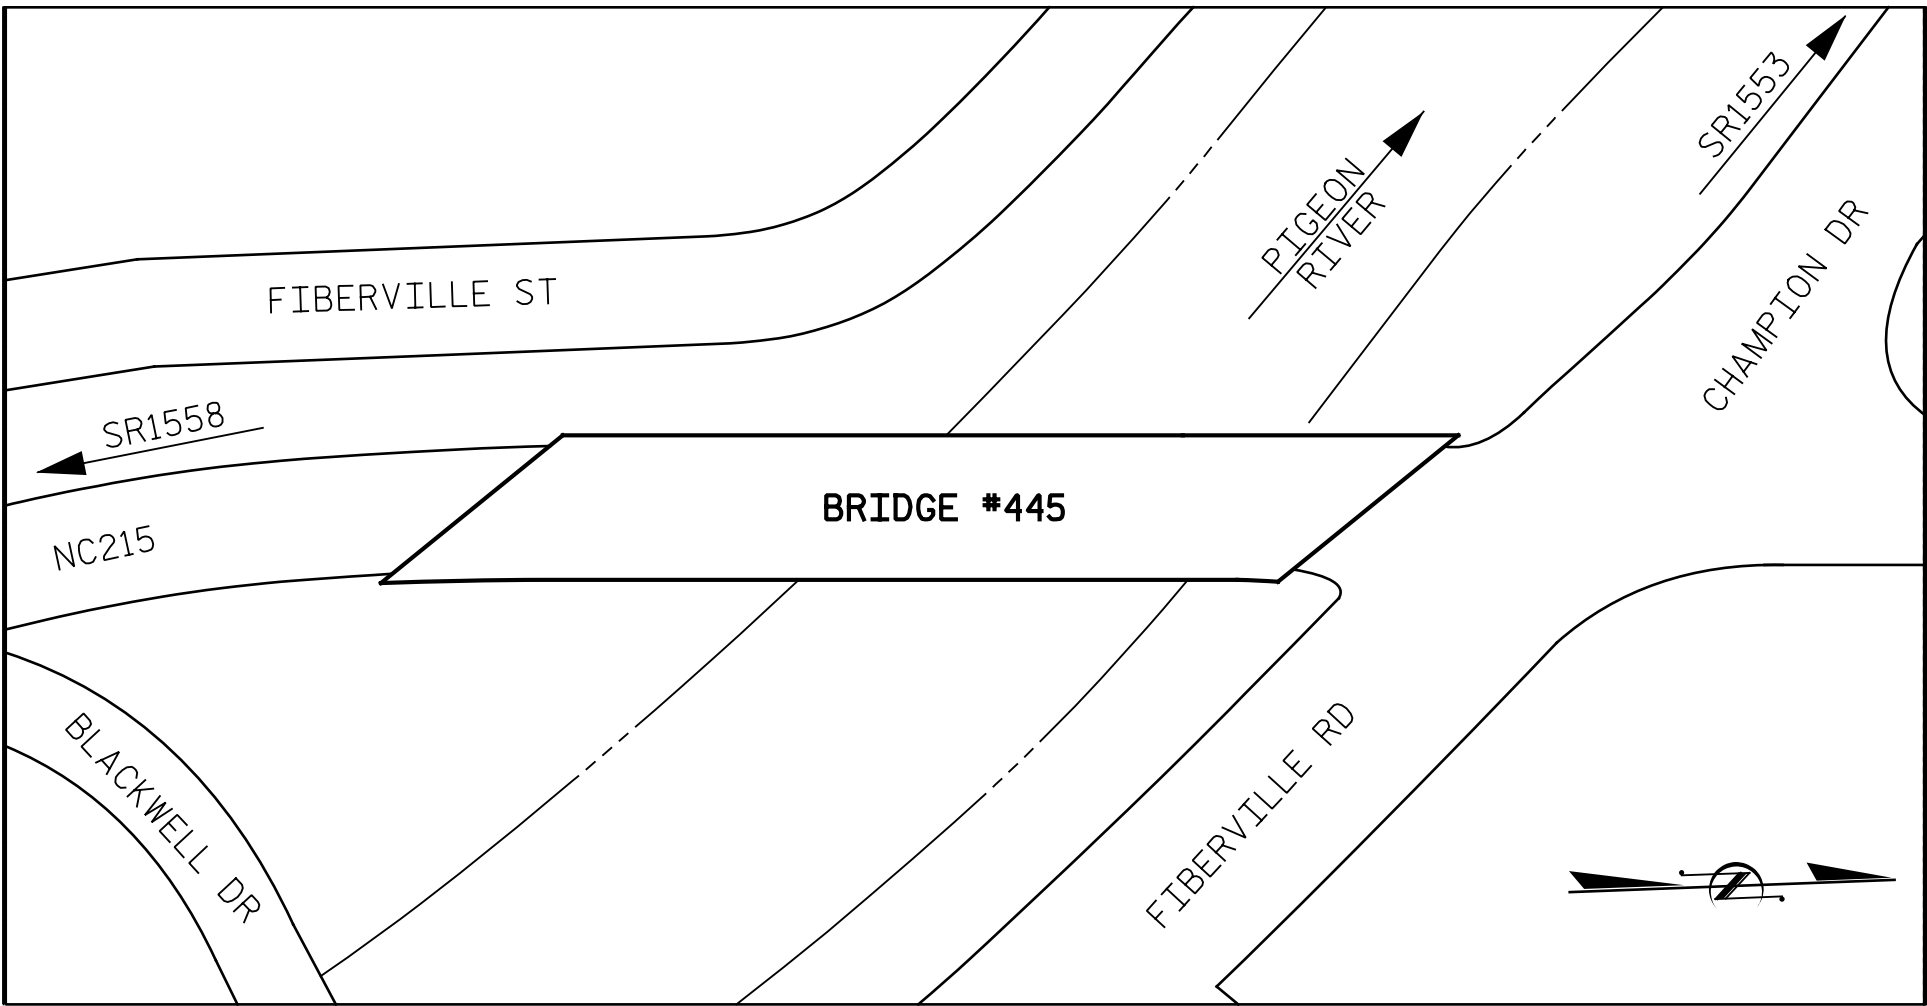 SR1553
PIGEON
RIVER
CHAMPION DR
FIBERVILLE ST
SR1558
BRIDGE #445
NC215
BLACKWELL DR
FIBERVILLE RD